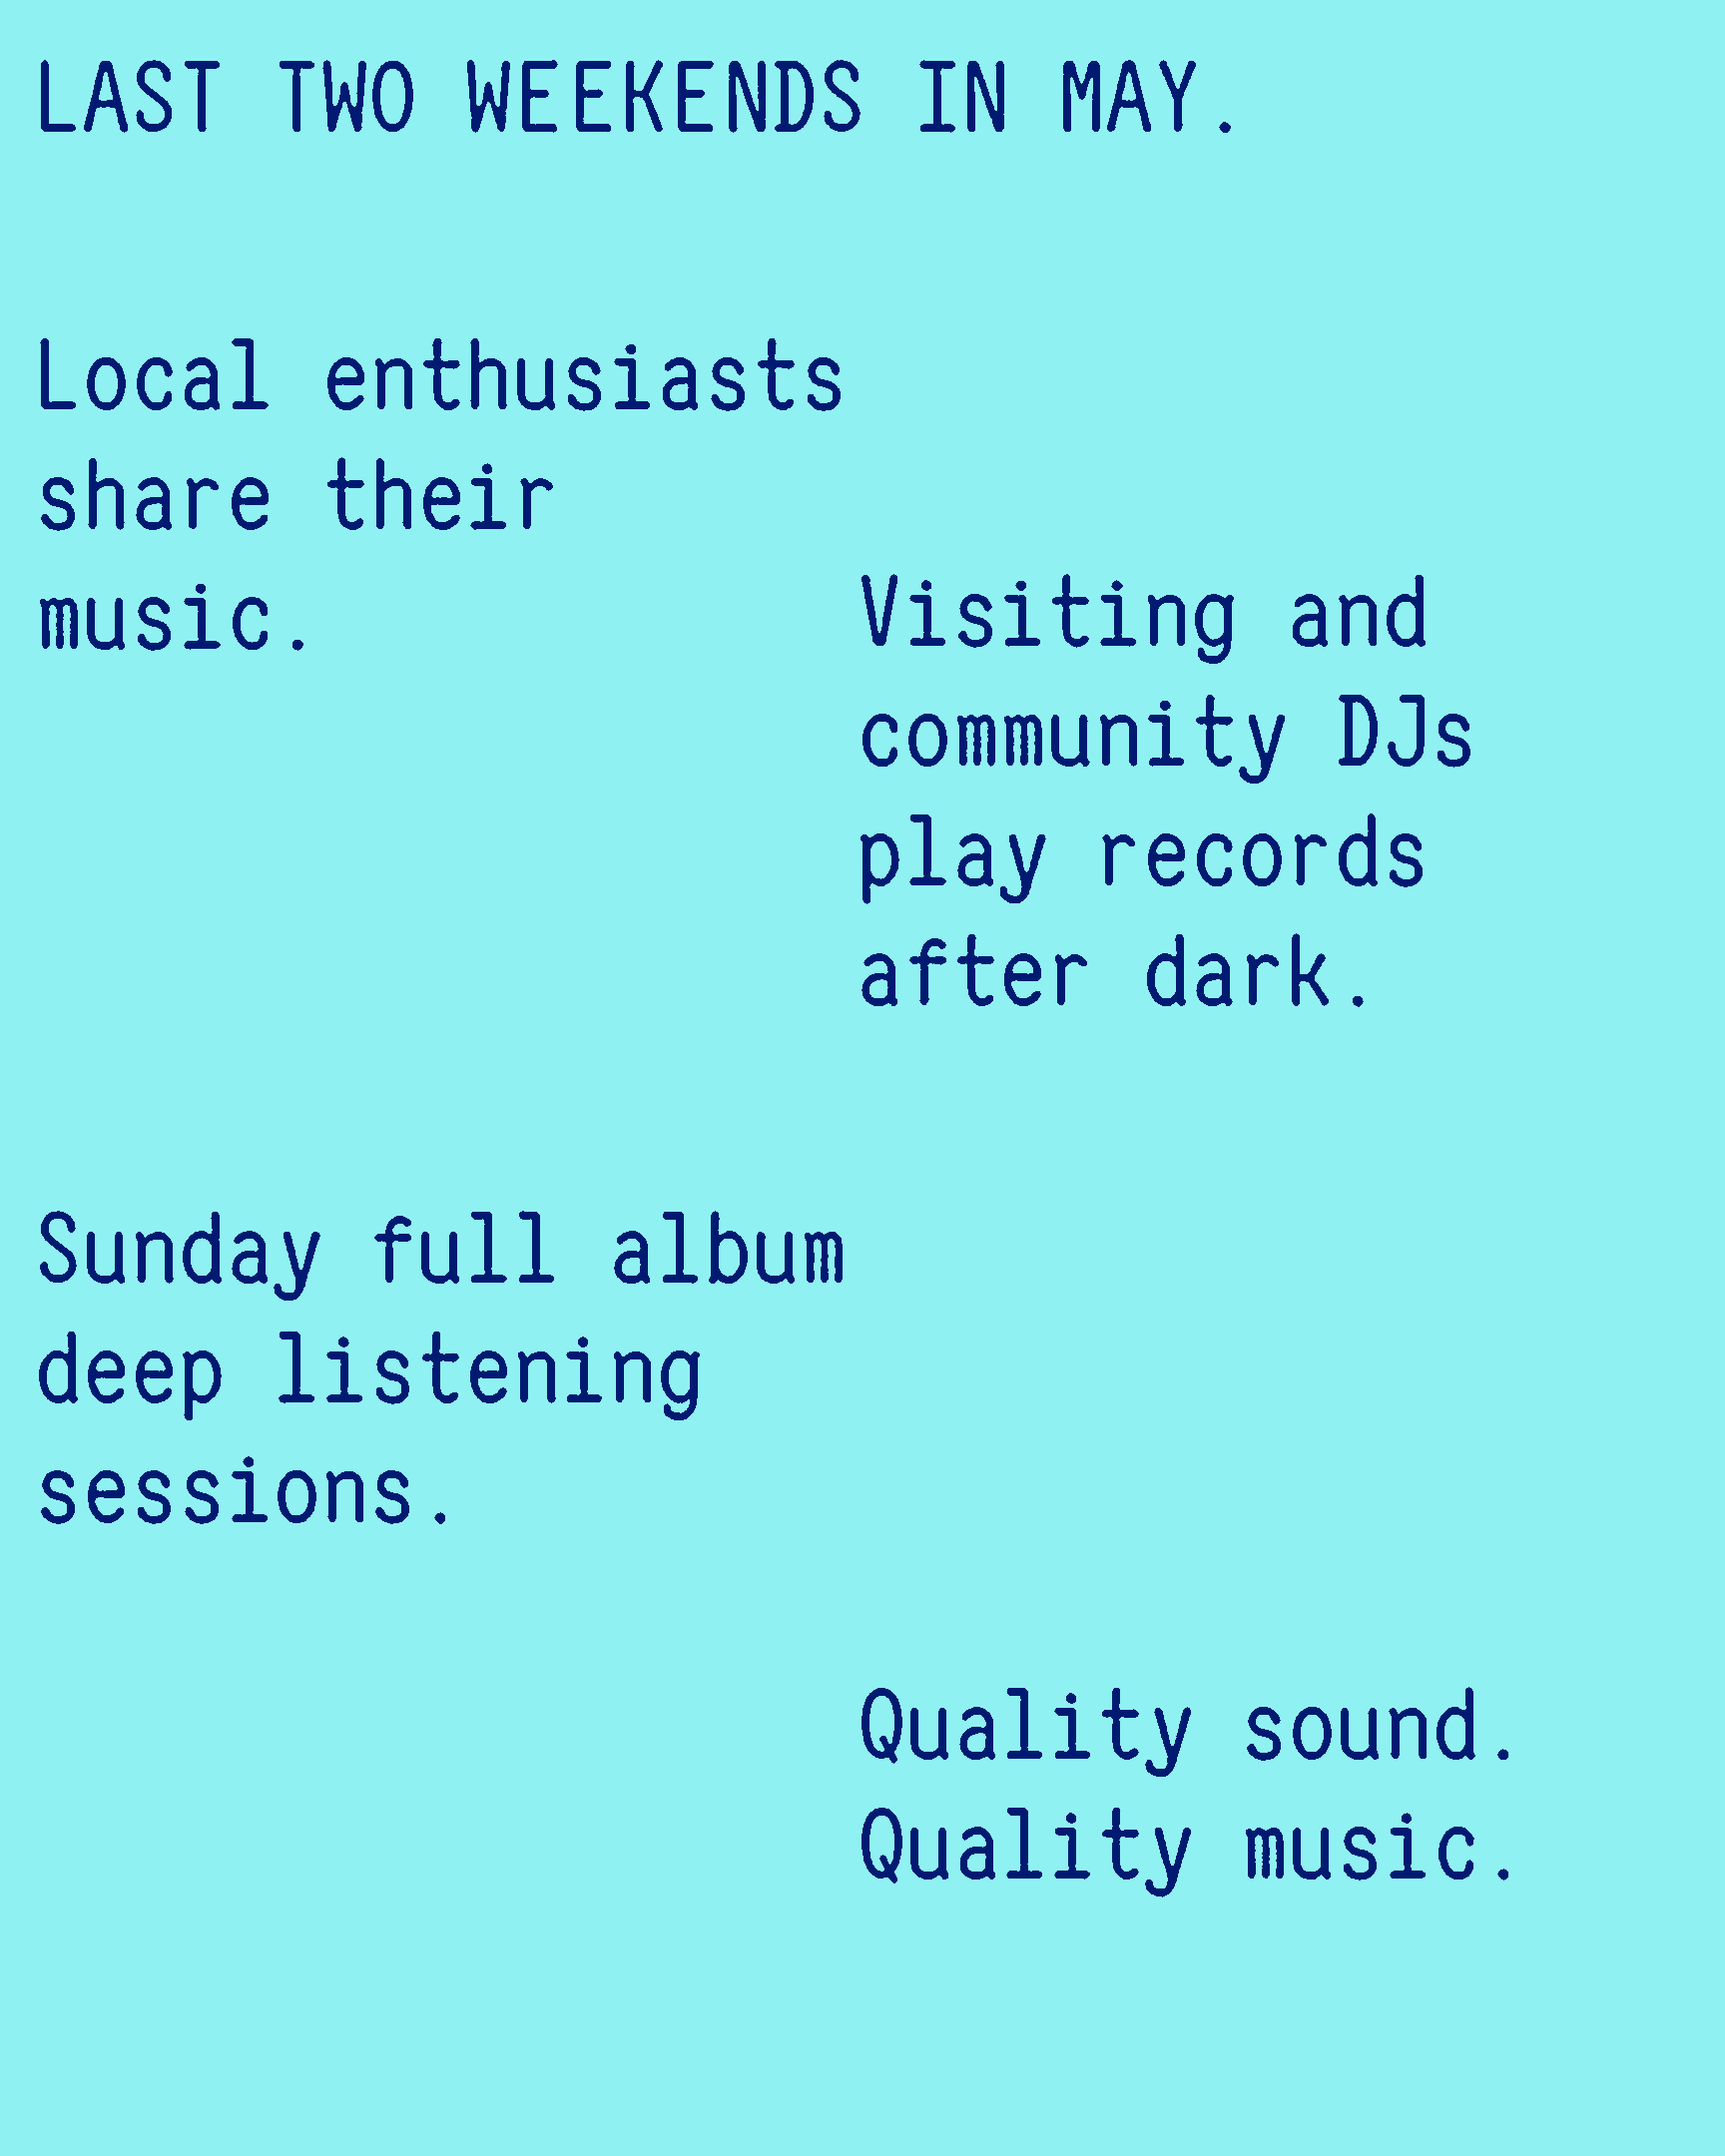 LAST TWO WEEKENDS IN MAY.
Local enthusiasts
share their
music.
Visiting and
community DJs
play records
after dark.
Sunday full album
deep listening
sessions.
Quality sound.
Quality music.